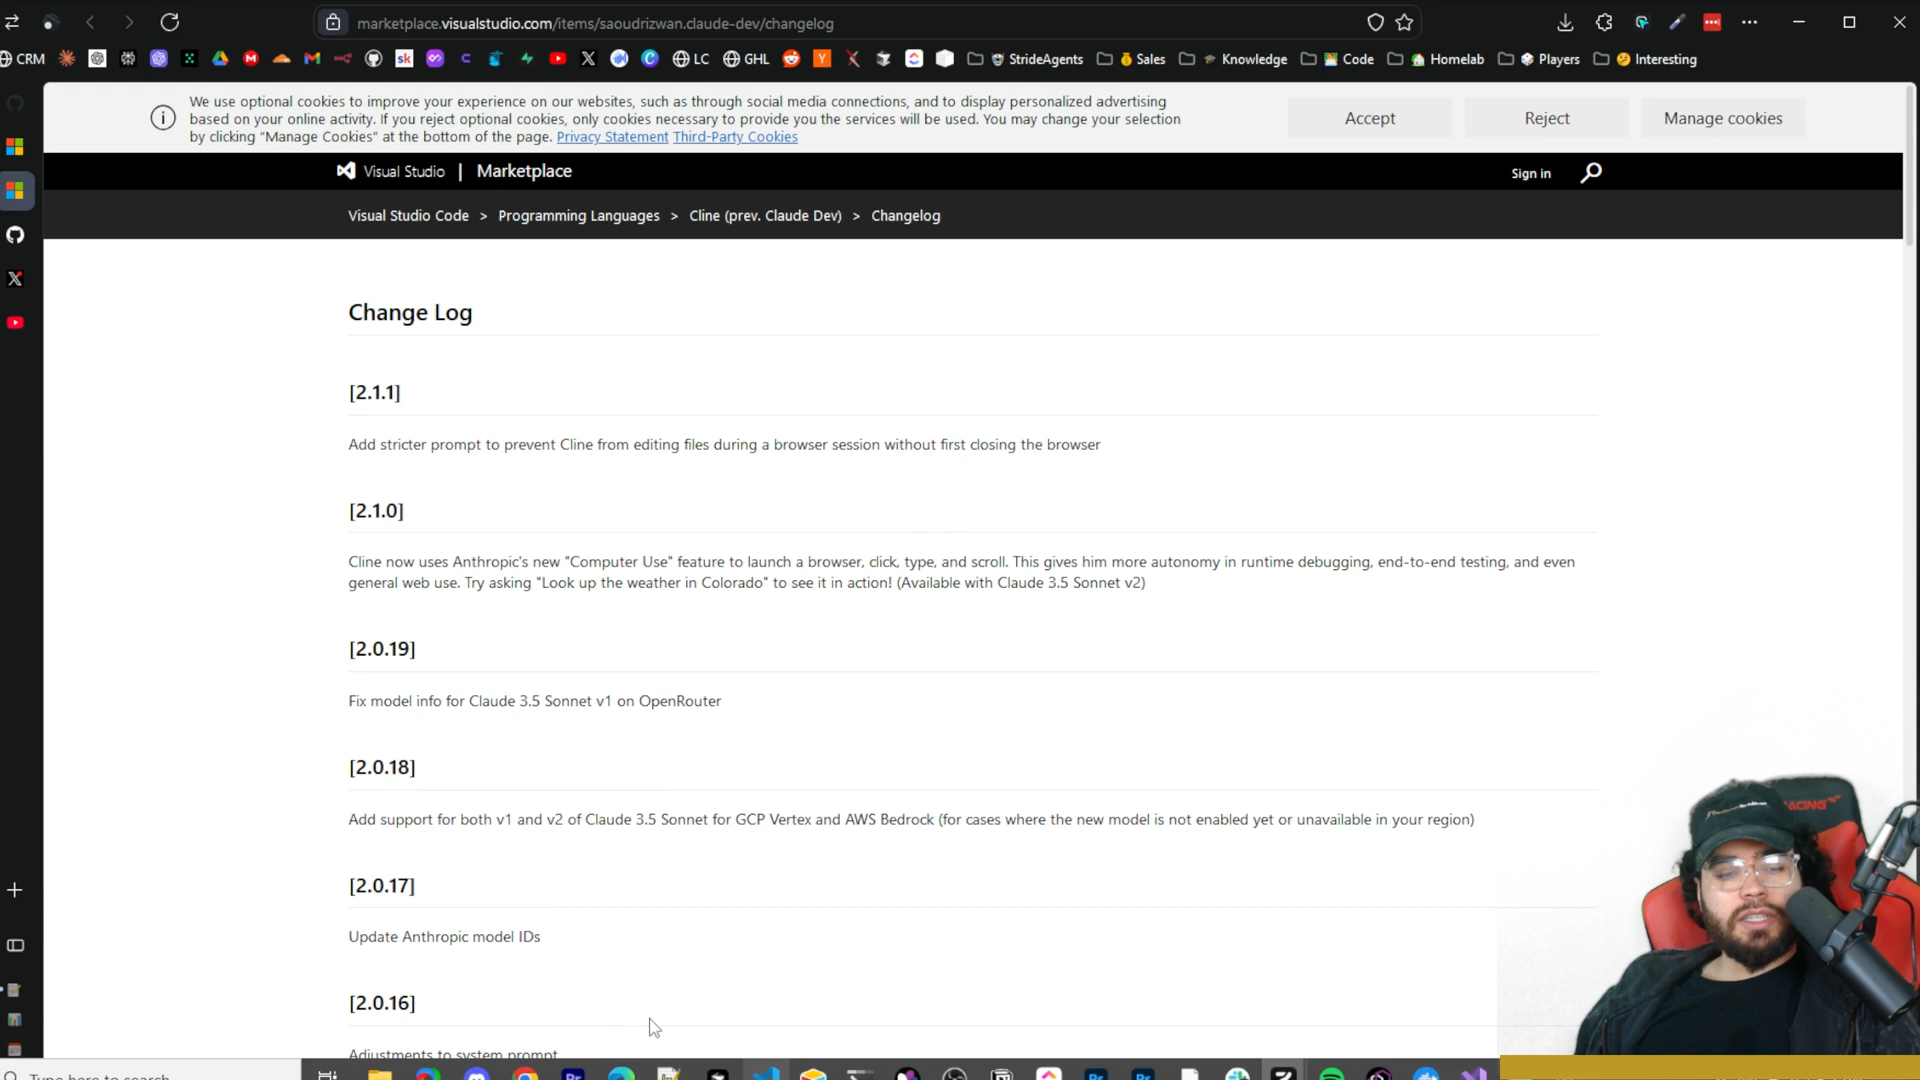 marketplace.visualstudio.com/items/saoudrizwan.claude-dev/changelog
CRM
LC
GHL
StrideAgents
Sales
Knowledge
Code
Homelab
Players
Interesting
We use optional cookies to improve your experience on our websites, such as through social media connections, and to display personalized advertising
based on your online activity. If you reject optional cookies, only cookies necessary to provide you the services will be used. You may change your selection
by clicking “Manage Cookies” at the bottom of the page. Privacy Statement Third-Party Cookies
Accept
Reject
Manage cookies
Visual Studio | Marketplace
Sign in
Visual Studio Code > Programming Languages > Cline (prev. Claude Dev) > Changelog
Change Log
[2.1.1]
Add stricter prompt to prevent Cline from editing files during a browser session without first closing the browser
[2.1.0]
Cline now uses Anthropic's new "Computer Use" feature to launch a browser, click, type, and scroll. This gives him more autonomy in runtime debugging, end-to-end testing, and even
general web use. Try asking "Look up the weather in Colorado" to see it in action! (Available with Claude 3.5 Sonnet v2)
[2.0.19]
Fix model info for Claude 3.5 Sonnet v1 on OpenRouter
[2.0.18]
Add support for both v1 and v2 of Claude 3.5 Sonnet for GCP Vertex and AWS Bedrock (for cases where the new model is not enabled yet or unavailable in your region)
[2.0.17]
Update Anthropic model IDs
[2.0.16]
Adjustments to system prompt
Type here to search